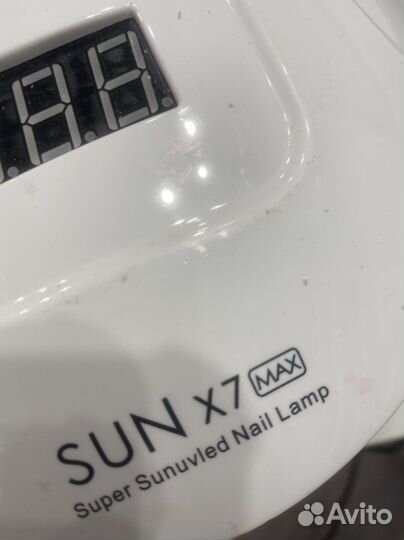 SUN X7 MAX
Super Sunuvled Nail Lamp
Avito